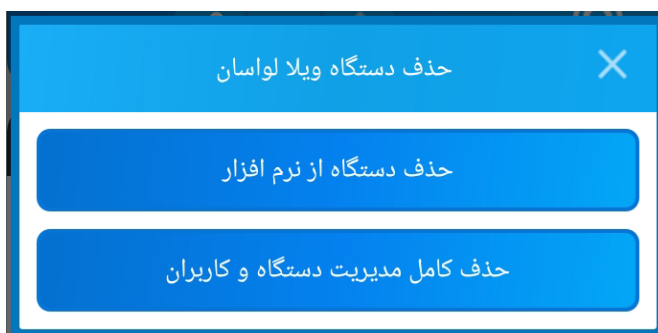 حذف دستگاه ویلا لواسان
حذف دستگاه از نرم افزار
حذف کامل مدیریت دستگاه و کاربران